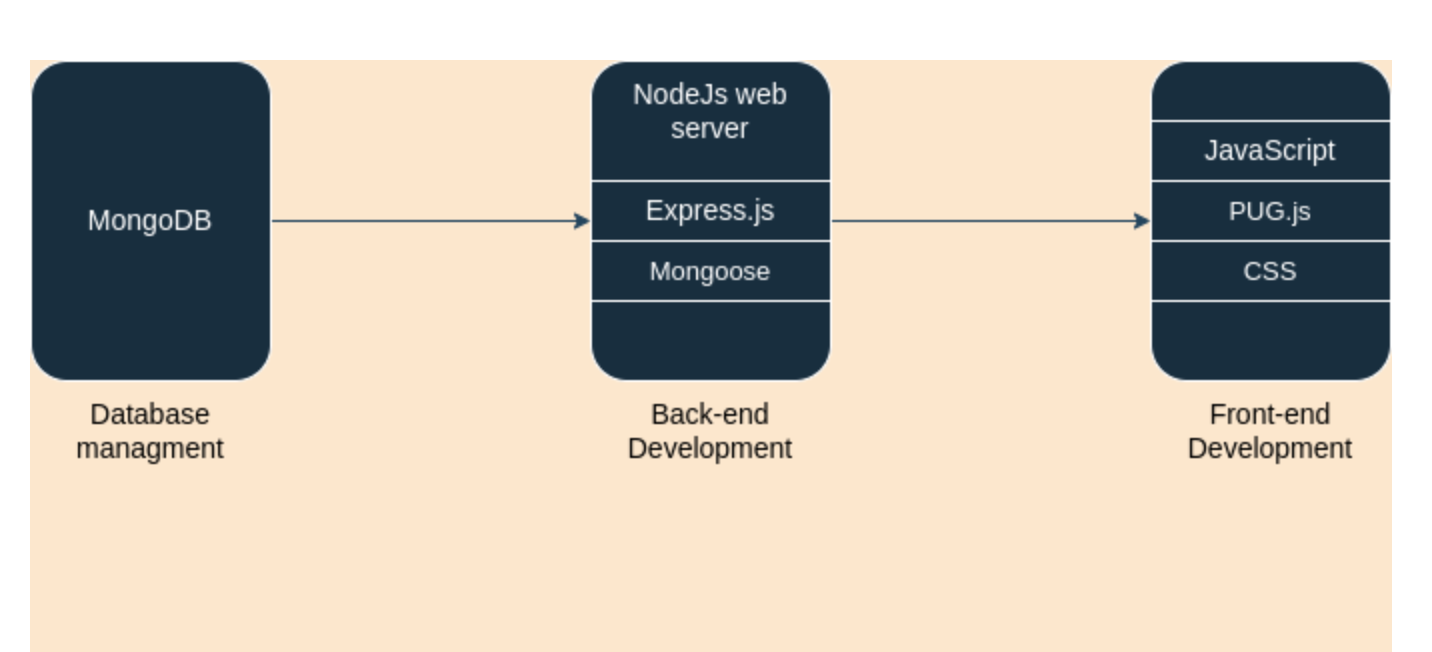 MongoDB
Database
managment
NodeJs web
server
Express.js
Mongoose
Back-end
Development
JavaScript
PUG.js
CSS
Front-end
Development